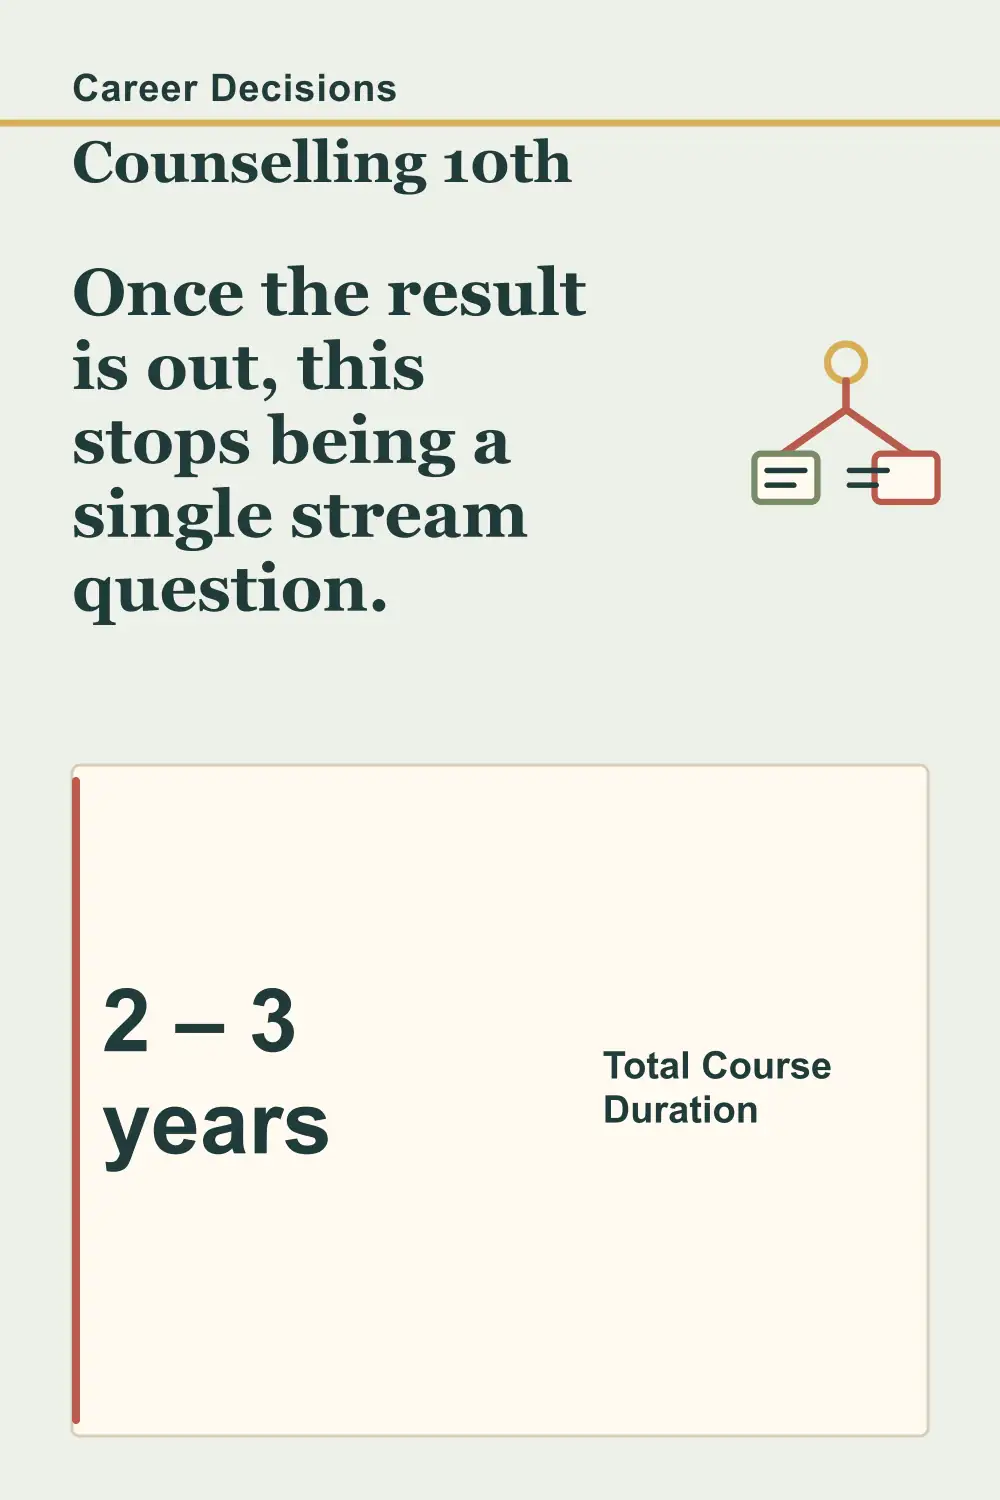 Career Decisions
Counselling 10th
Once the result
is out, this
stops being a
single stream
question.
2 – 3
years
Total Course
Duration